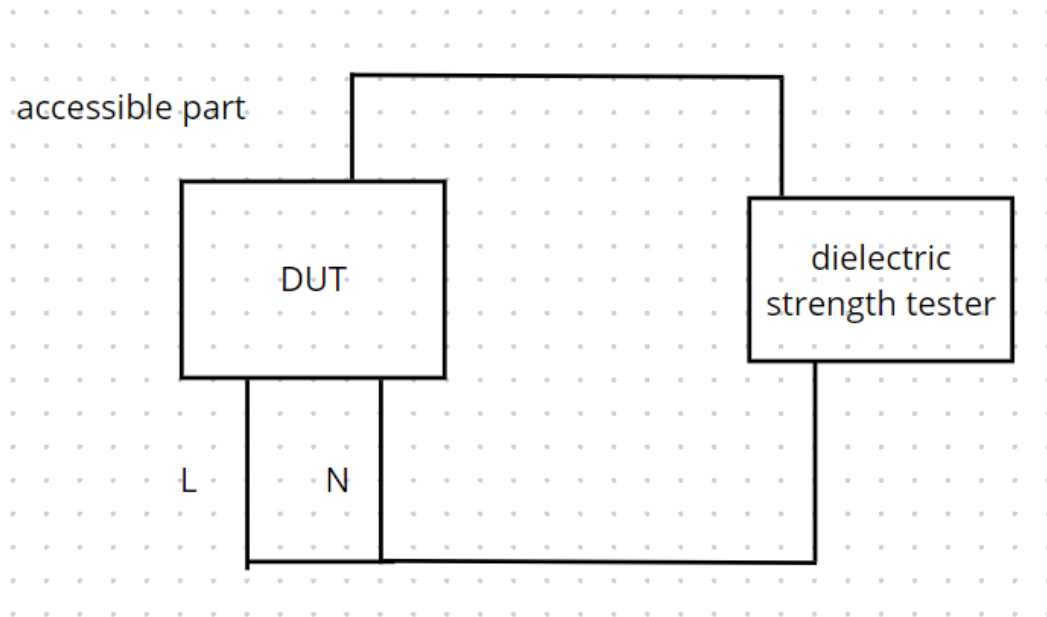 accessible part
DUT
dielectric
strength tester
L
N